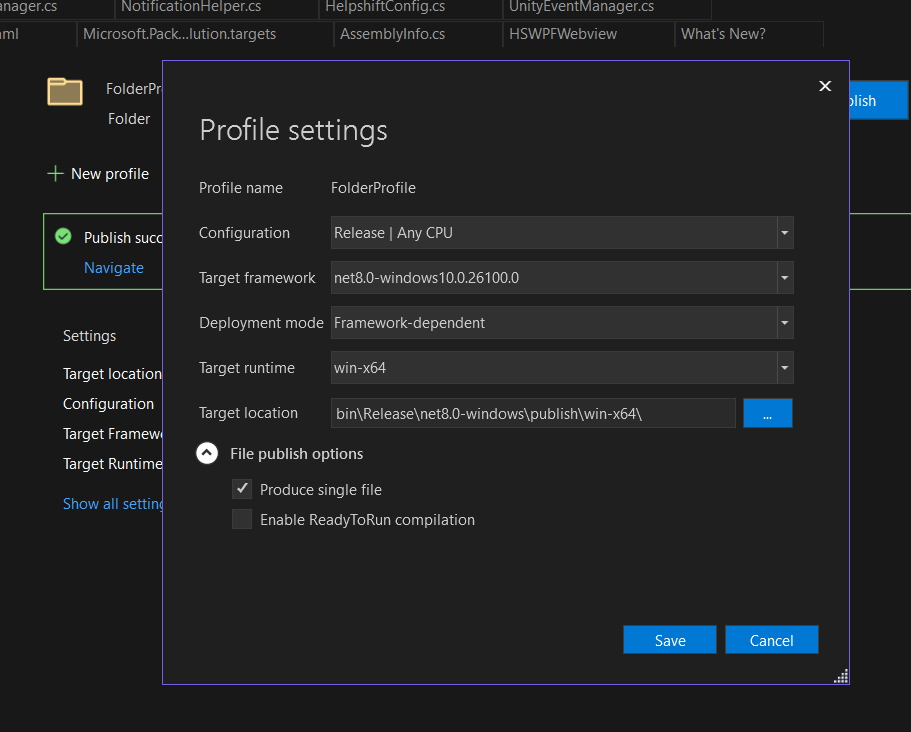 anager.cs NotificationHelper.cs HelpshiftConfig.cs UnityEventManager.cs
aml Microsoft.Pack...lution.targets AssemblyInfo.cs HSWPFWebview What's New?
FolderPr
Folder
blish
New profile
Publish succ
Navigate
Settings
Target location
Configuration
Target Framewo
Target Runtime
Show all setting
Profile settings
Profile name FolderProfile
Configuration Release | Any CPU
Target framework net8.0-windows10.0.26100.0
Deployment mode Framework-dependent
Target runtime win-x64
Target location bin\Release\net8.0-windows\publish\win-x64\ ...
File publish options
Produce single file
Enable ReadyToRun compilation
Save Cancel